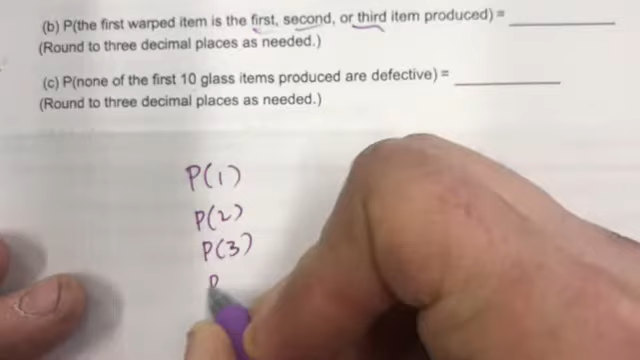 (b) P(the first warped item is the first, second, or third item produced) = ____________
(Round to three decimal places as needed.)
(c) P(none of the first 10 glass items produced are defective) = ____________
(Round to three decimal places as needed.)
P(1)
P(2)
P(3)
P